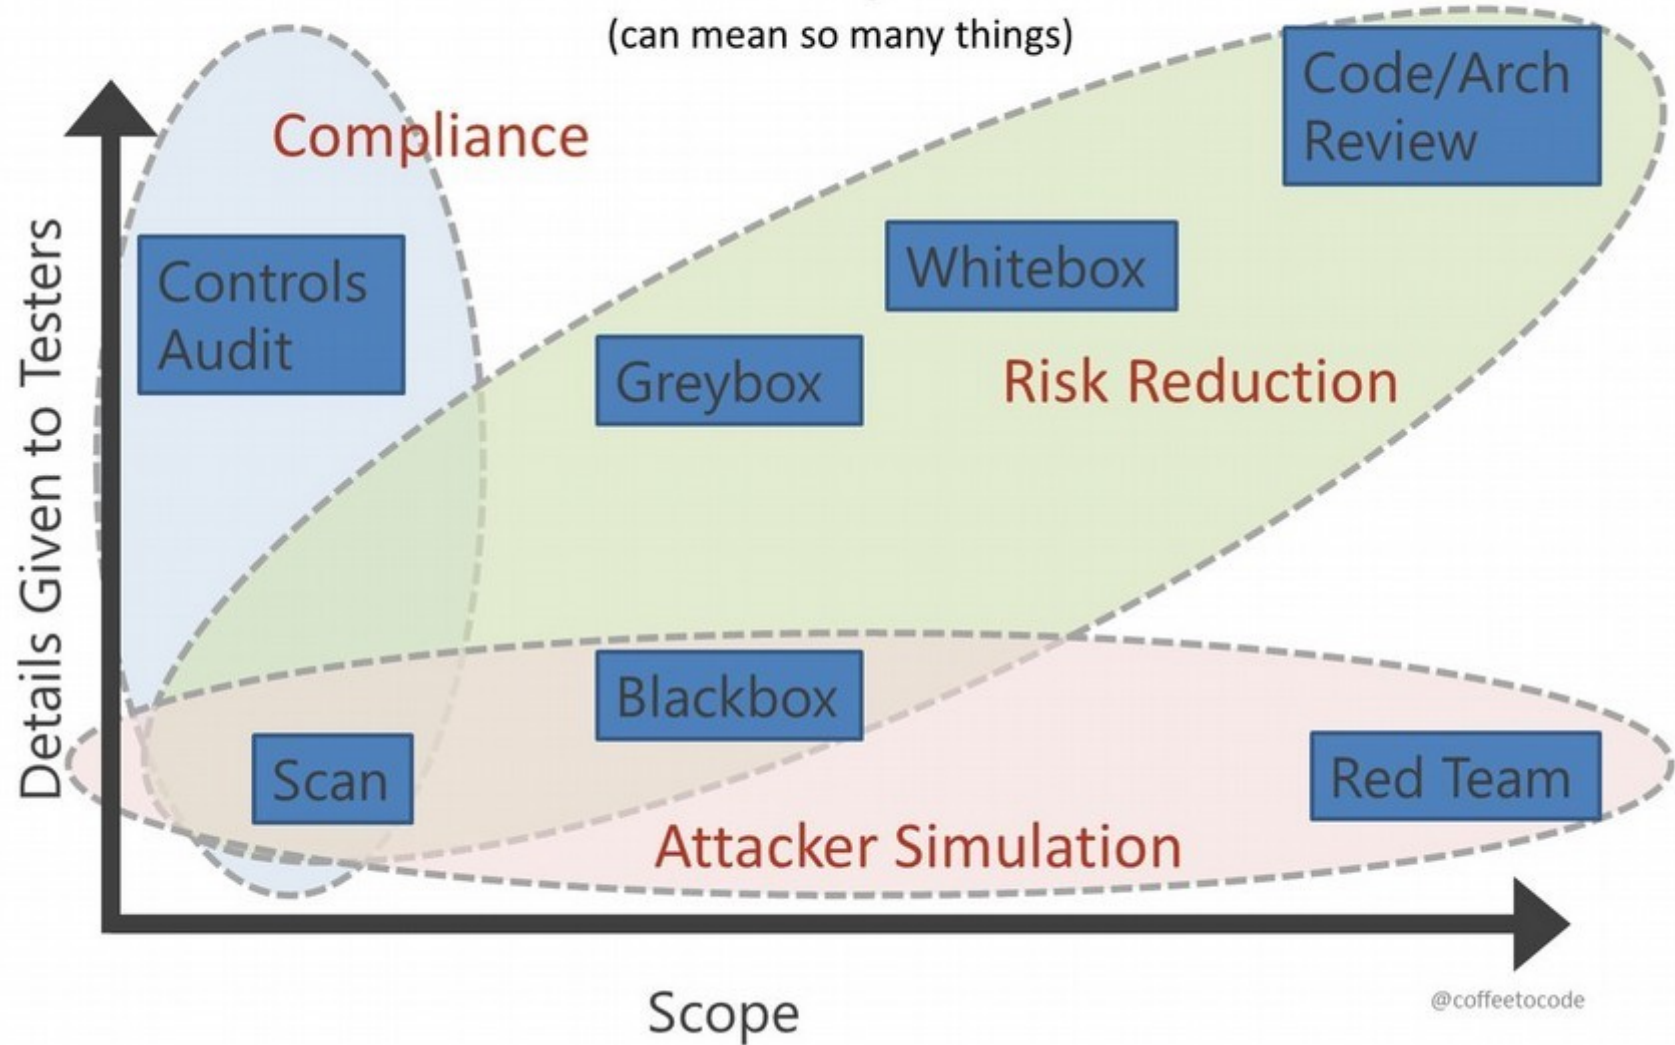 (can mean so many things)
Code/Arch
Review
Compliance
Controls
Audit
Whitebox
Greybox
Risk Reduction
Details Given to Testers
Blackbox
Scan
Red Team
Attacker Simulation
Scope
@coffeetocode